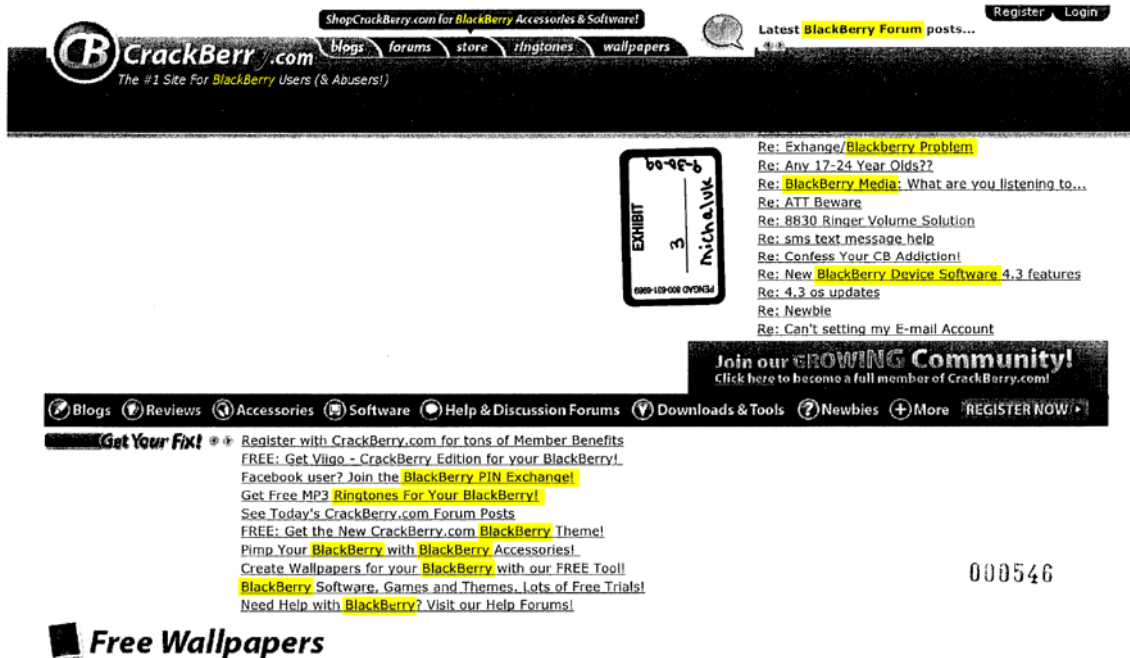 ShopCrackBerry.com for BlackBerry Accessories & Software!
Register Login
blogs forums store ringtones wallpapers
Latest BlackBerry Forum posts...
CB CrackBerry.com
The #1 Site For BlackBerry Users (& Abusers!)
Re: Exhange/Blackberry Problem
Re: Any 17-24 Year Olds??
Re: BlackBerry Media: What are you listening to...
Re: ATT Beware
Re: 8830 Ringer Volume Solution
Re: sms text message help
Re: Confess Your CB Addiction!
Re: New BlackBerry Device Software 4.3 features
Re: 4.3 os updates
Re: Newbie
Re: Can't setting my E-mail Account
EXHIBIT
3
Michaluk
9-30-09
PENGAD 800-631-6989
Join our GROWING Community!
Click here to become a full member of CrackBerry.com!
Blogs Reviews Accessories Software Help & Discussion Forums Downloads & Tools Newbies More REGISTER NOW
Get Your Fix!
Register with CrackBerry.com for tons of Member Benefits
FREE: Get Viigo - CrackBerry Edition for your BlackBerry!
Facebook user? Join the BlackBerry PIN Exchange!
Get Free MP3 Ringtones For Your BlackBerry!
See Today's CrackBerry.com Forum Posts
FREE: Get the New CrackBerry.com BlackBerry Theme!
Pimp Your BlackBerry with BlackBerry Accessories!
Create Wallpapers for your BlackBerry with our FREE Tool!
BlackBerry Software, Games and Themes. Lots of Free Trials!
Need Help with BlackBerry? Visit our Help Forums!
000546
Free Wallpapers